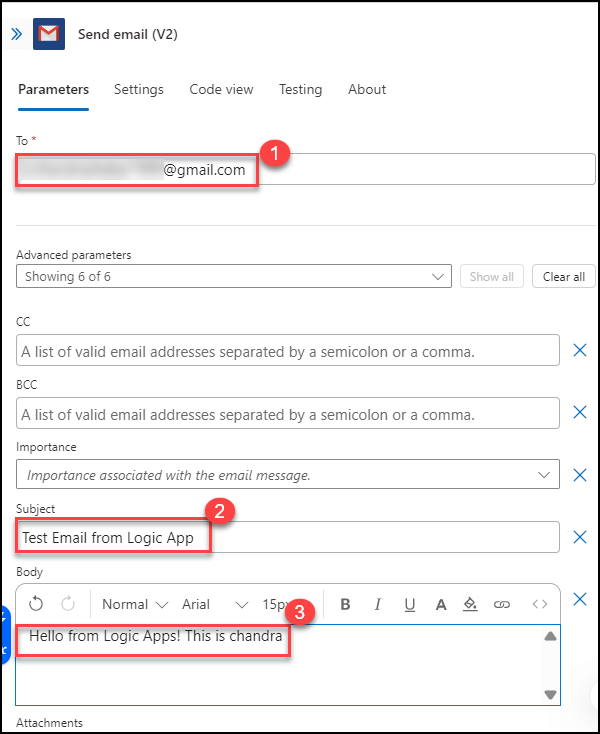 Send email (V2)
Parameters Settings Code view Testing About
To *
1
@gmail.com
Advanced parameters
Showing 6 of 6 Show all Clear all
CC
A list of valid email addresses separated by a semicolon or a comma.
BCC
A list of valid email addresses separated by a semicolon or a comma.
Importance
Importance associated with the email message.
Subject
2
Test Email from Logic App
Body
Normal Arial 15px B I U A
3
Hello from Logic Apps! This is chandra
Attachments